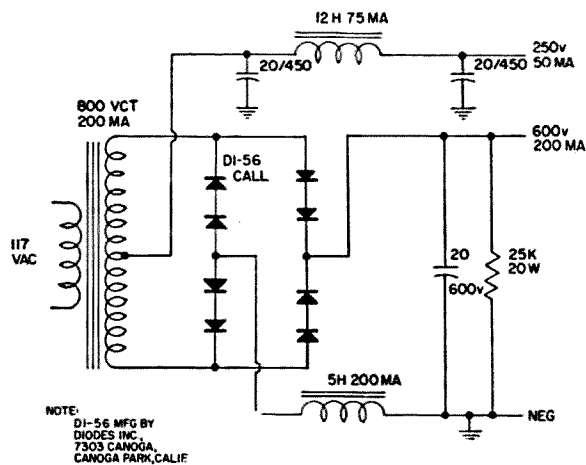 12 H 75 MA
20/450
20/450
250v
50 MA
800 VCT
200 MA
600v
200 MA
DI-56
CALL
117
VAC
20
600v
25K
20W
5H 200 MA
NEG
NOTE:
DI-56 MFG BY
DIODES INC,
7303 CANOGA,
CANOGA PARK, CALIF.